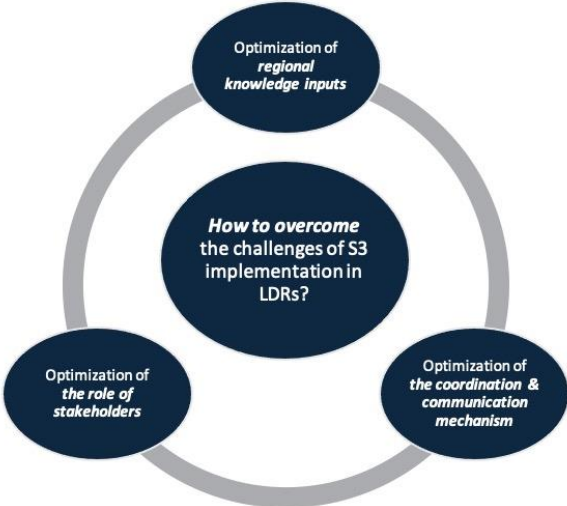 Optimization of
regional
knowledge inputs
How to overcome
the challenges of S3
implementation in
LDRs?
Optimization of
the role of
stakeholders
Optimization of
the coordination &
communication
mechanism